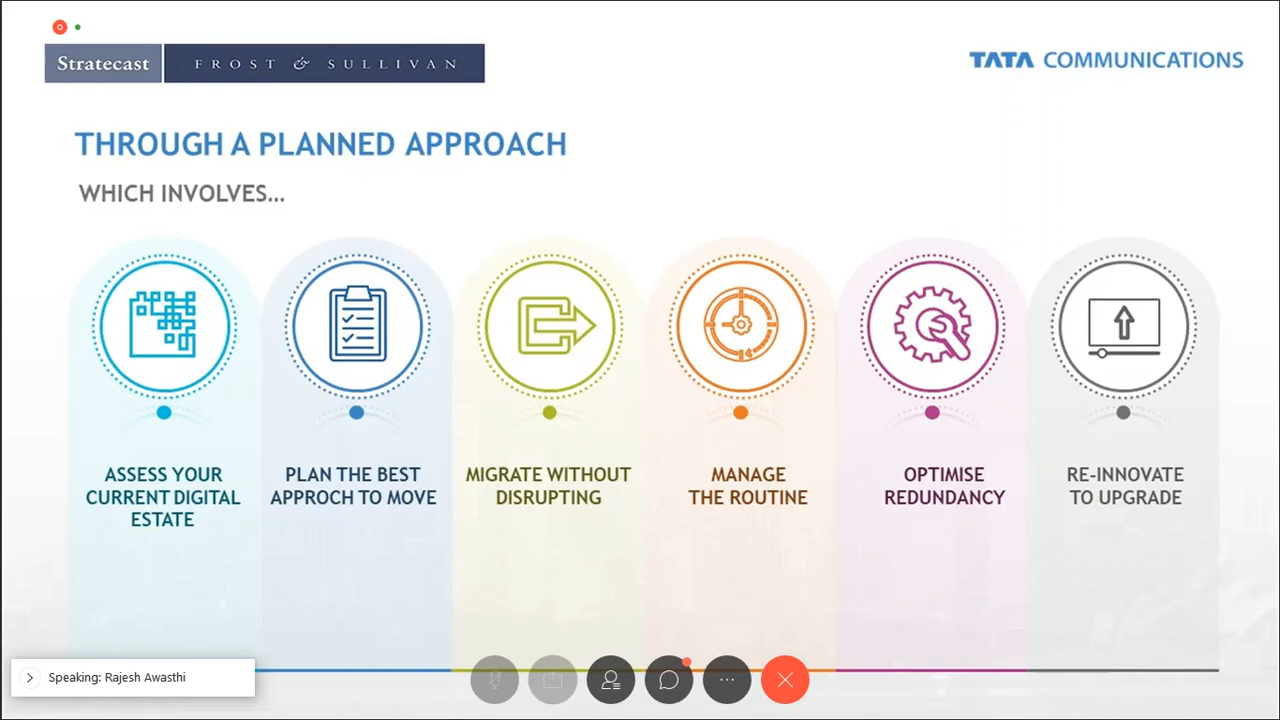 Stratecast FROST & SULLIVAN
TATA COMMUNICATIONS
THROUGH A PLANNED APPROACH
WHICH INVOLVES...
ASSESS YOUR
CURRENT DIGITAL
ESTATE
PLAN THE BEST
APPROCH TO MOVE
MIGRATE WITHOUT
DISRUPTING
MANAGE
THE ROUTINE
OPTIMISE
REDUNDANCY
RE-INNOVATE
TO UPGRADE
Speaking: Rajesh Awasthi